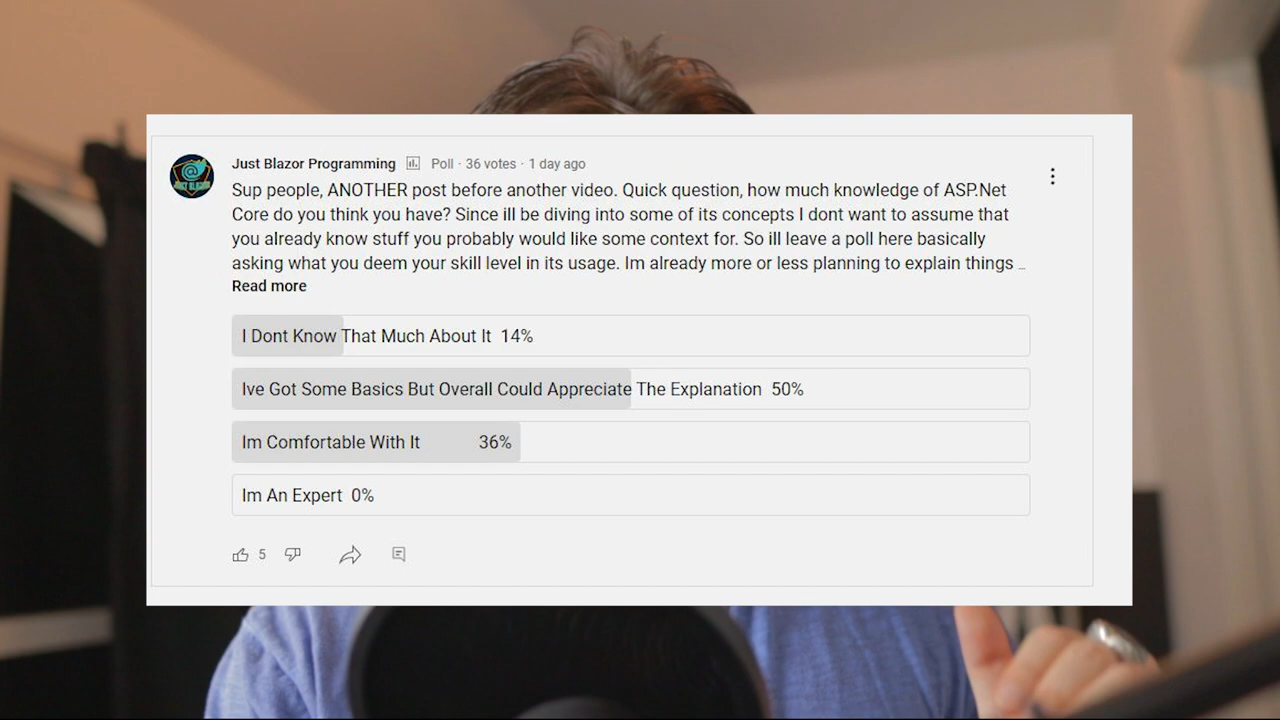 Just Blazor Programming Poll · 36 votes · 1 day ago
Sup people, ANOTHER post before another video. Quick question, how much knowledge of ASP.Net
Core do you think you have? Since ill be diving into some of its concepts I dont want to assume that
you already know stuff you probably would like some context for. So ill leave a poll here basically
asking what you deem your skill level in its usage. Im already more or less planning to explain things ...
Read more
I Dont Know That Much About It 14%
Ive Got Some Basics But Overall Could Appreciate The Explanation 50%
Im Comfortable With It 36%
Im An Expert 0%
5